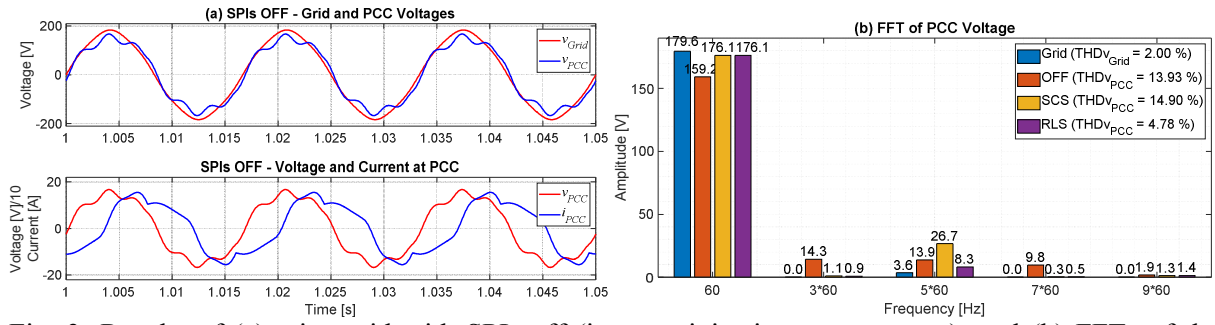 (a) SPIs OFF - Grid and PCC Voltages
200
0
-200
Voltage [V]
vGrid
vPCC
1 1.005 1.01 1.015 1.02 1.025 1.03 1.035 1.04 1.045 1.05
SPIs OFF - Voltage and Current at PCC
20
0
-20
Voltage [V]/10
Current [A]
vPCC
iPCC
1 1.005 1.01 1.015 1.02 1.025 1.03 1.035 1.04 1.045 1.05
Time [s]
(b) FFT of PCC Voltage
Grid (THDvGrid = 2.00 %)
OFF (THDvPCC = 13.93 %)
SCS (THDvPCC = 14.90 %)
RLS (THDvPCC = 4.78 %)
150
100
50
0
Amplitude [V]
179.6 159.2 176.1 176.1
0.0 14.3 1.1 0.9
3.6 13.9 26.7 8.3
0.0 9.8 0.3 0.5
0.0 1.9 1.3 1.4
60 3*60 5*60 7*60 9*60
Frequency [Hz]